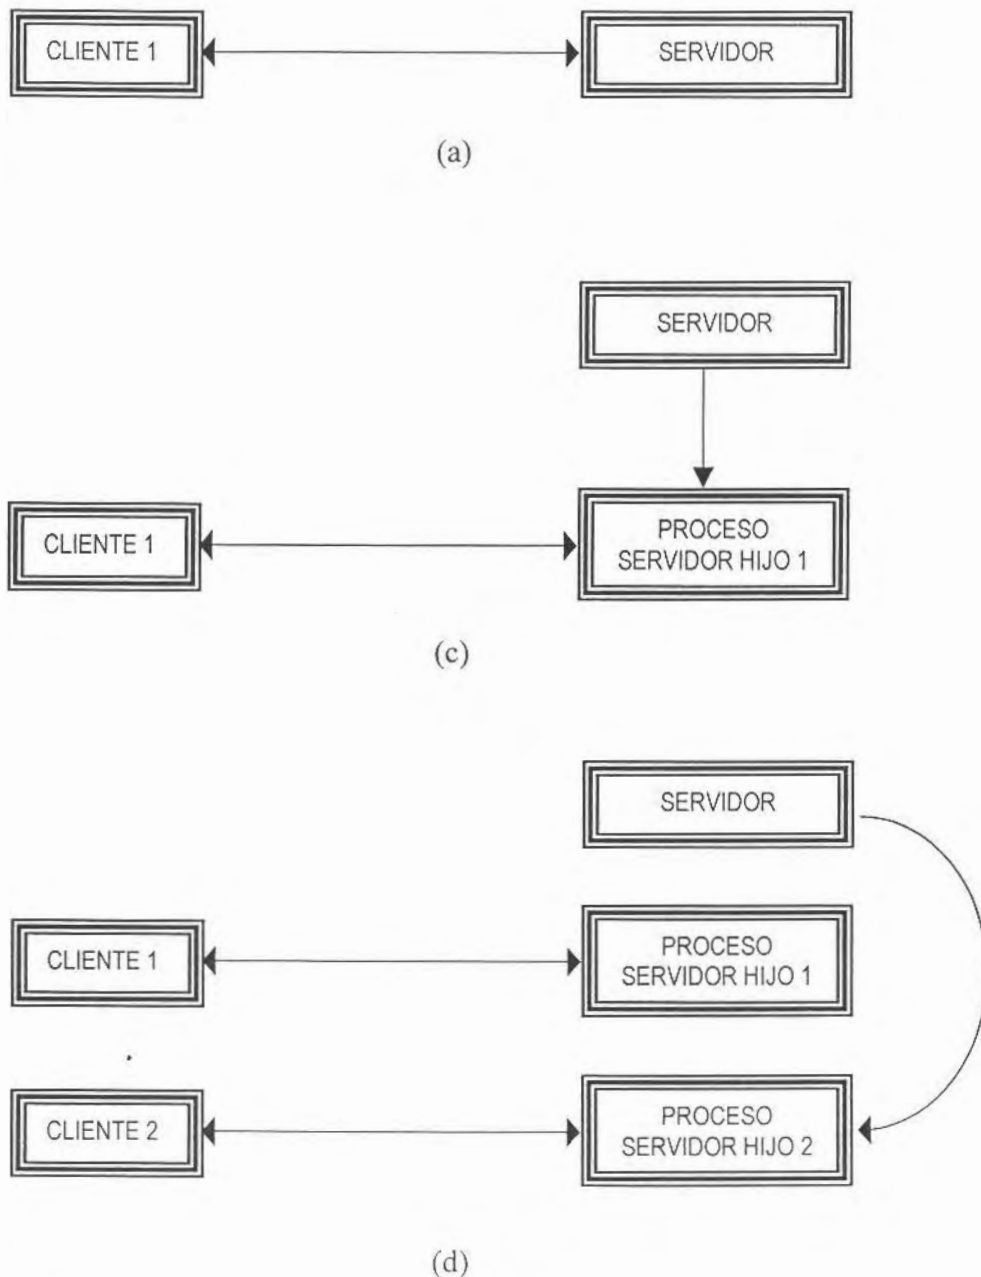 CLIENTE 1
SERVIDOR
(a)
SERVIDOR
CLIENTE 1
PROCESO
SERVIDOR HIJO 1
(c)
SERVIDOR
CLIENTE 1
PROCESO
SERVIDOR HIJO 1
CLIENTE 2
PROCESO
SERVIDOR HIJO 2
(d)